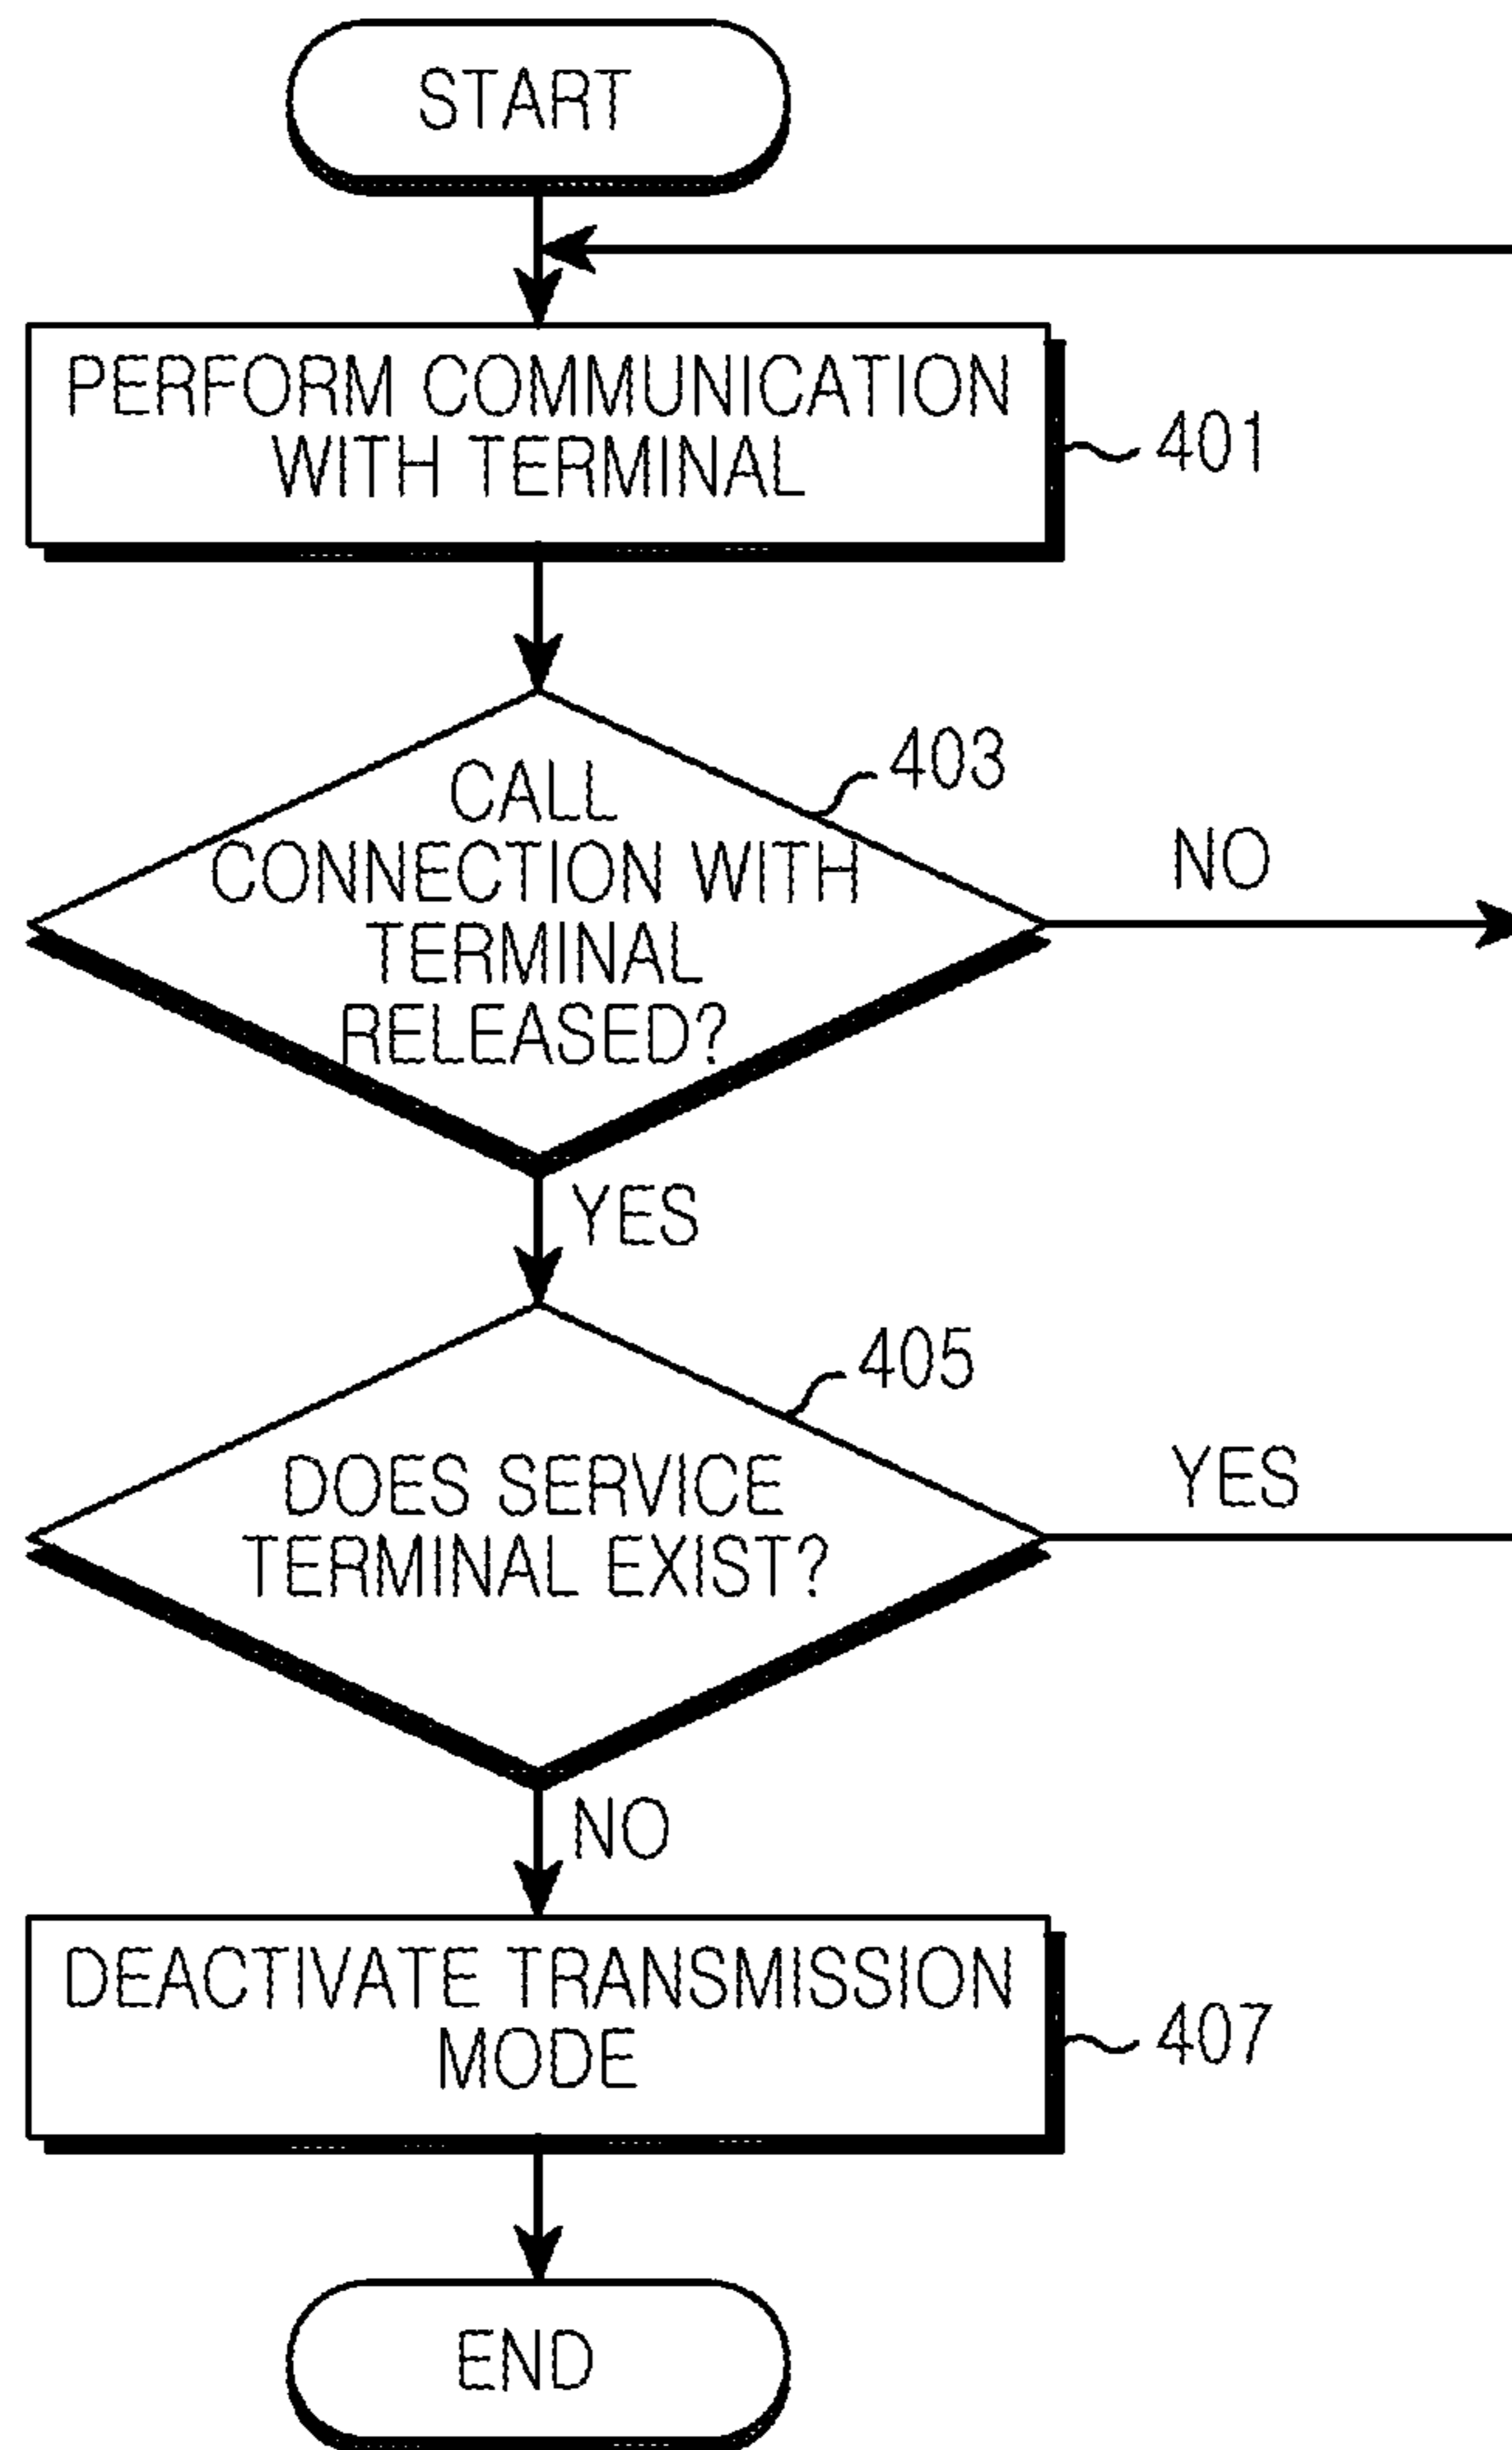 START
PERFORM COMMUNICATION
WITH TERMINAL
401
403
CALL
CONNECTION WITH
TERMINAL
RELEASED?
NO
YES
405
DOES SERVICE
TERMINAL EXIST?
YES
NO
DEACTIVATE TRANSMISSION
MODE
407
END